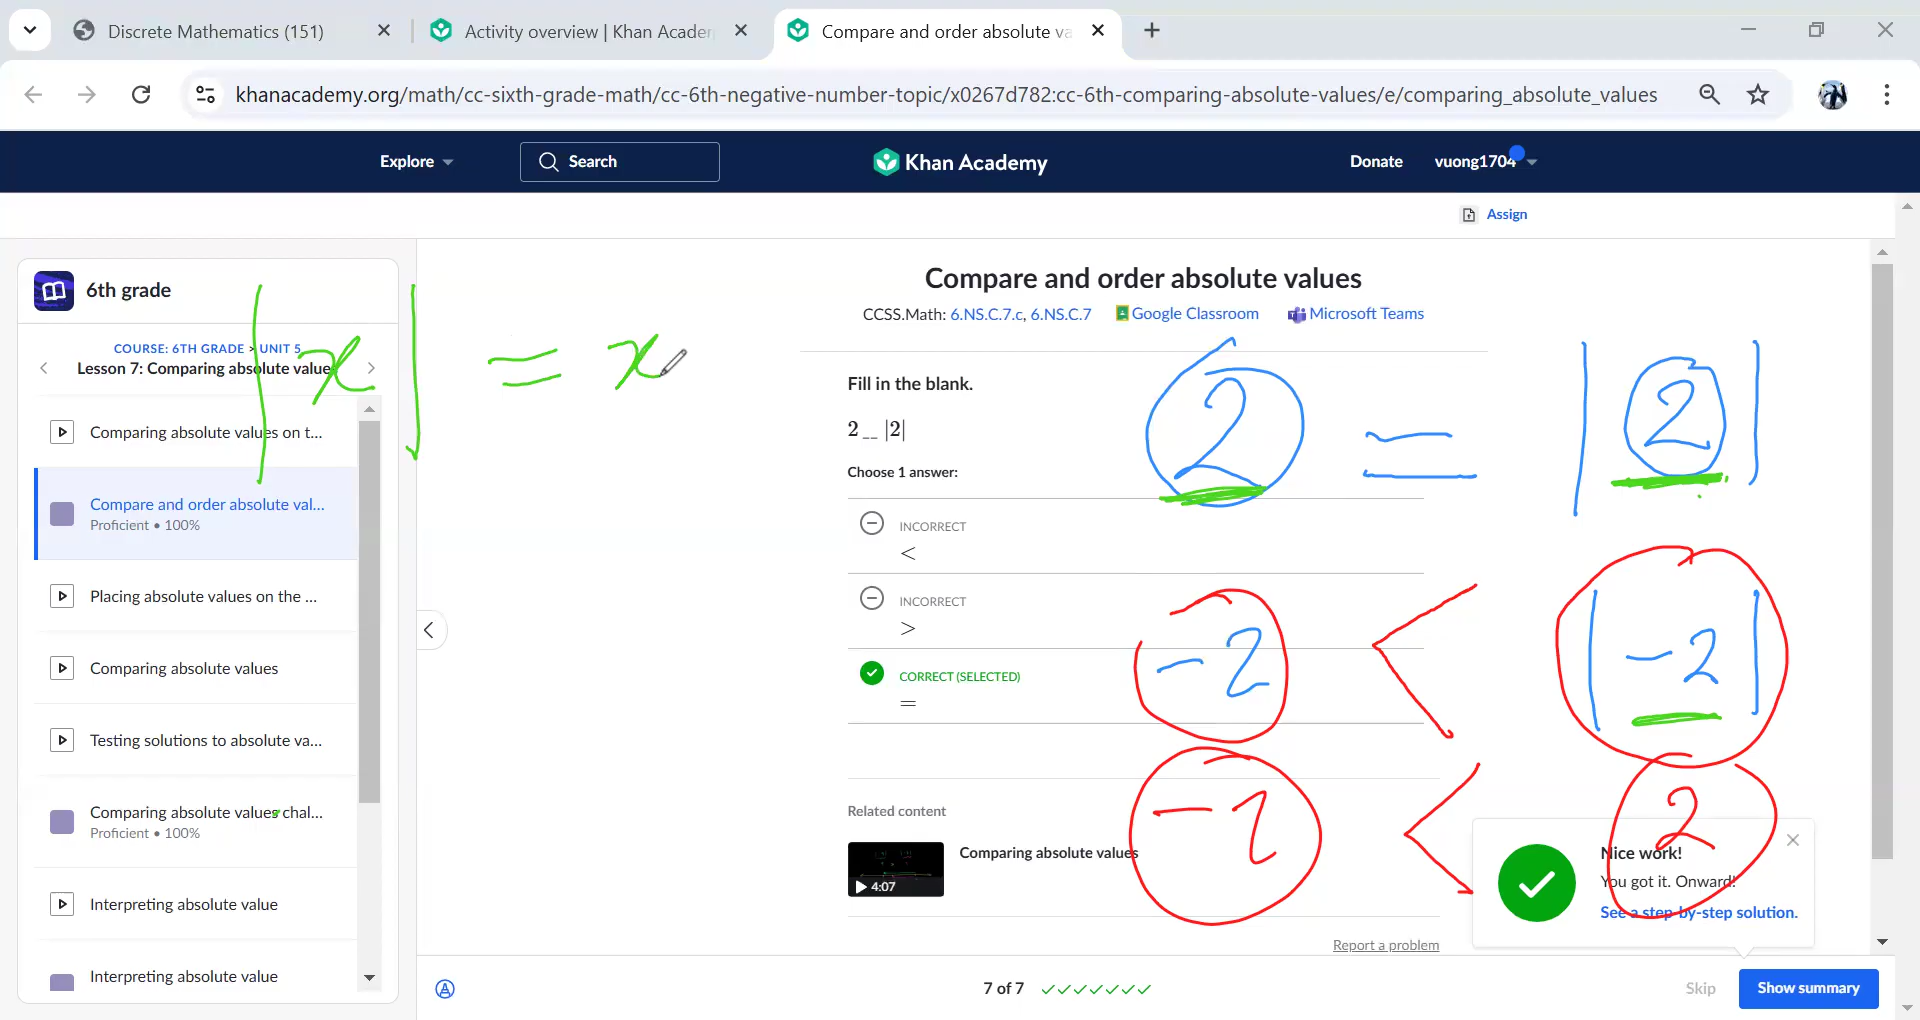 Discrete Mathematics (151)
Activity overview | Khan Academ
Compare and order absolute va
khanacademy.org/math/cc-sixth-grade-math/cc-6th-negative-number-topic/x0267d782:cc-6th-comparing-absolute-values/e/comparing_absolute_values
Explore
Search
Khan Academy
Donate
vuong1704
Assign
6th grade
COURSE: 6TH GRADE > UNIT 5
Lesson 7: Comparing absolute value
Comparing absolute values on t...
Compare and order absolute val...
Proficient • 100%
Placing absolute values on the ...
Comparing absolute values
Testing solutions to absolute va...
Comparing absolute values chal...
Proficient • 100%
Interpreting absolute value
Interpreting absolute value
|x| = x
Compare and order absolute values
CCSS.Math: 6.NS.C.7.c, 6.NS.C.7
Google Classroom
Microsoft Teams
Fill in the blank.
2 __ |2|
Choose 1 answer:
INCORRECT
<
INCORRECT
>
CORRECT (SELECTED)
=
2 = |2|
-2 < |-2|
-2 < 2
Related content
4:07
Comparing absolute values
Report a problem
Nice work!
You got it. Onward!
See a step-by-step solution.
7 of 7
Skip
Show summary